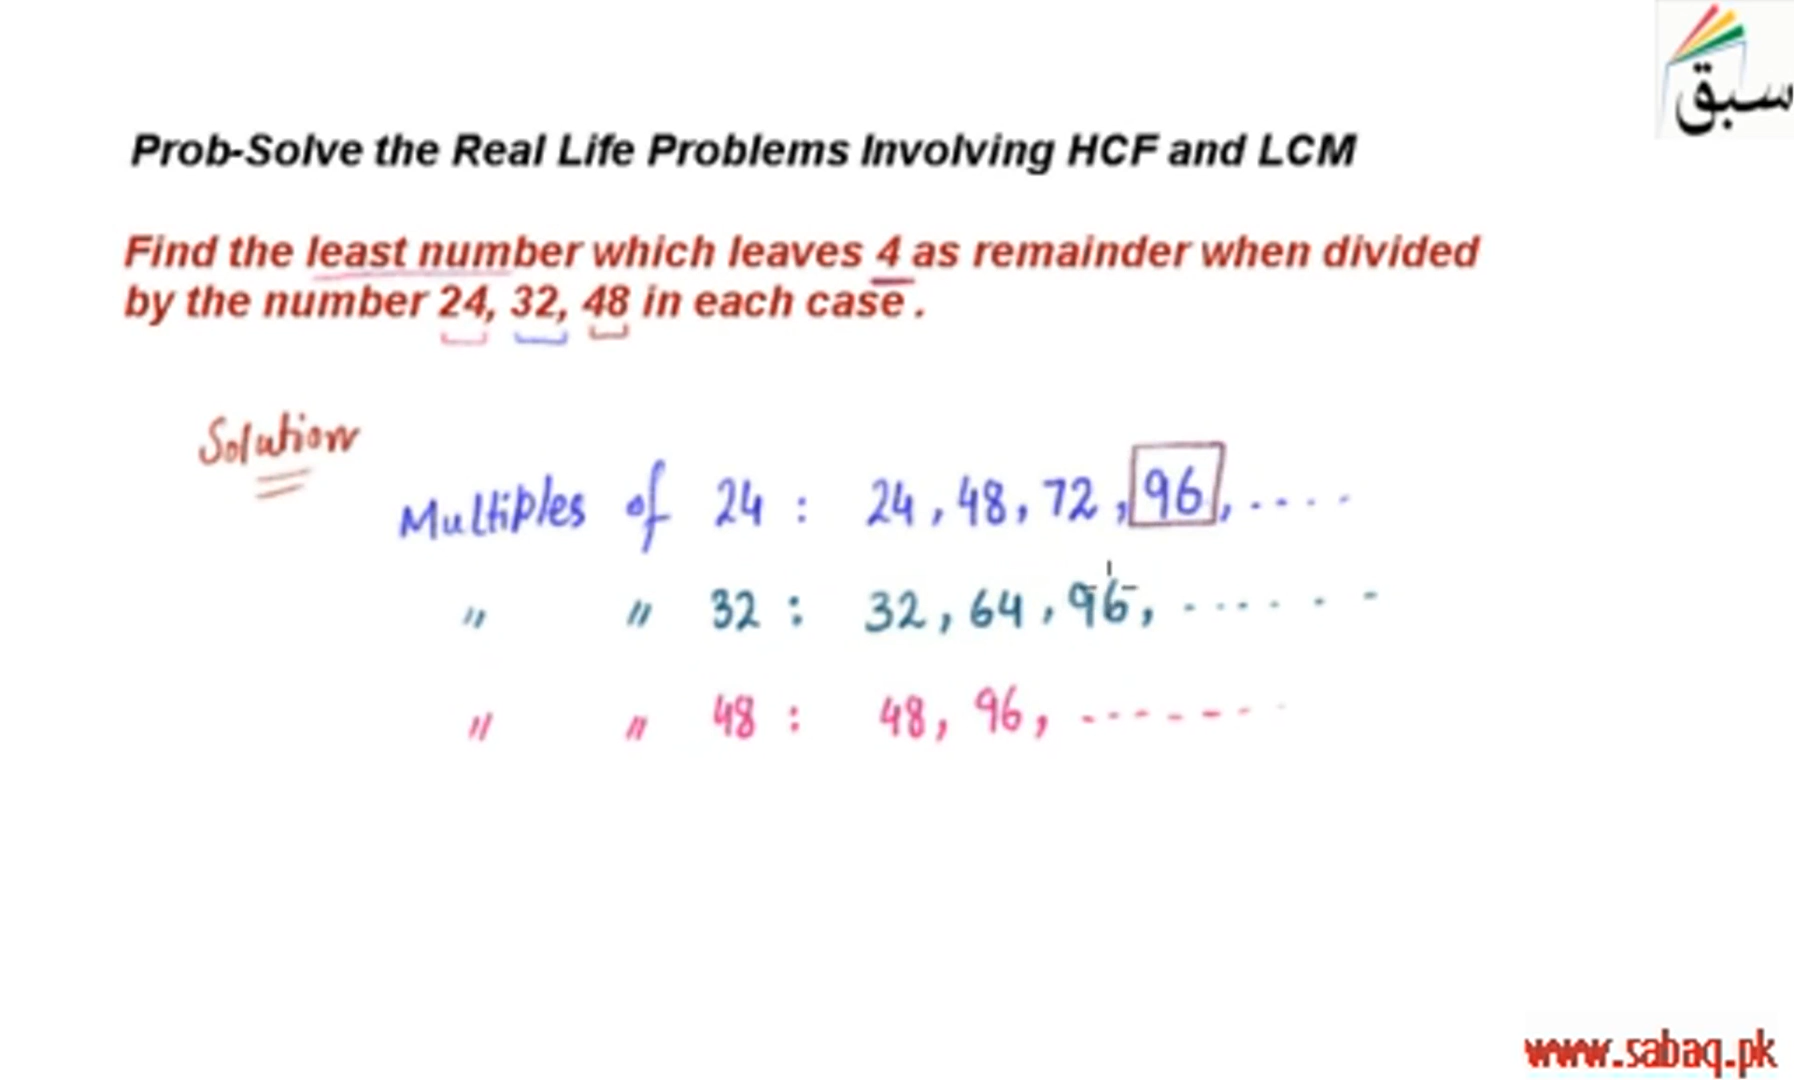 سبق
Prob-Solve the Real Life Problems Involving HCF and LCM
Find the least number which leaves 4 as remainder when divided
by the number 24, 32, 48 in each case .
Solution
Multiples of 24 : 24 , 48 , 72 , 96 , ....
" " 32 : 32 , 64 , 96 , ......
" " 48 : 48 , 96 , .......
www.sabaq.pk